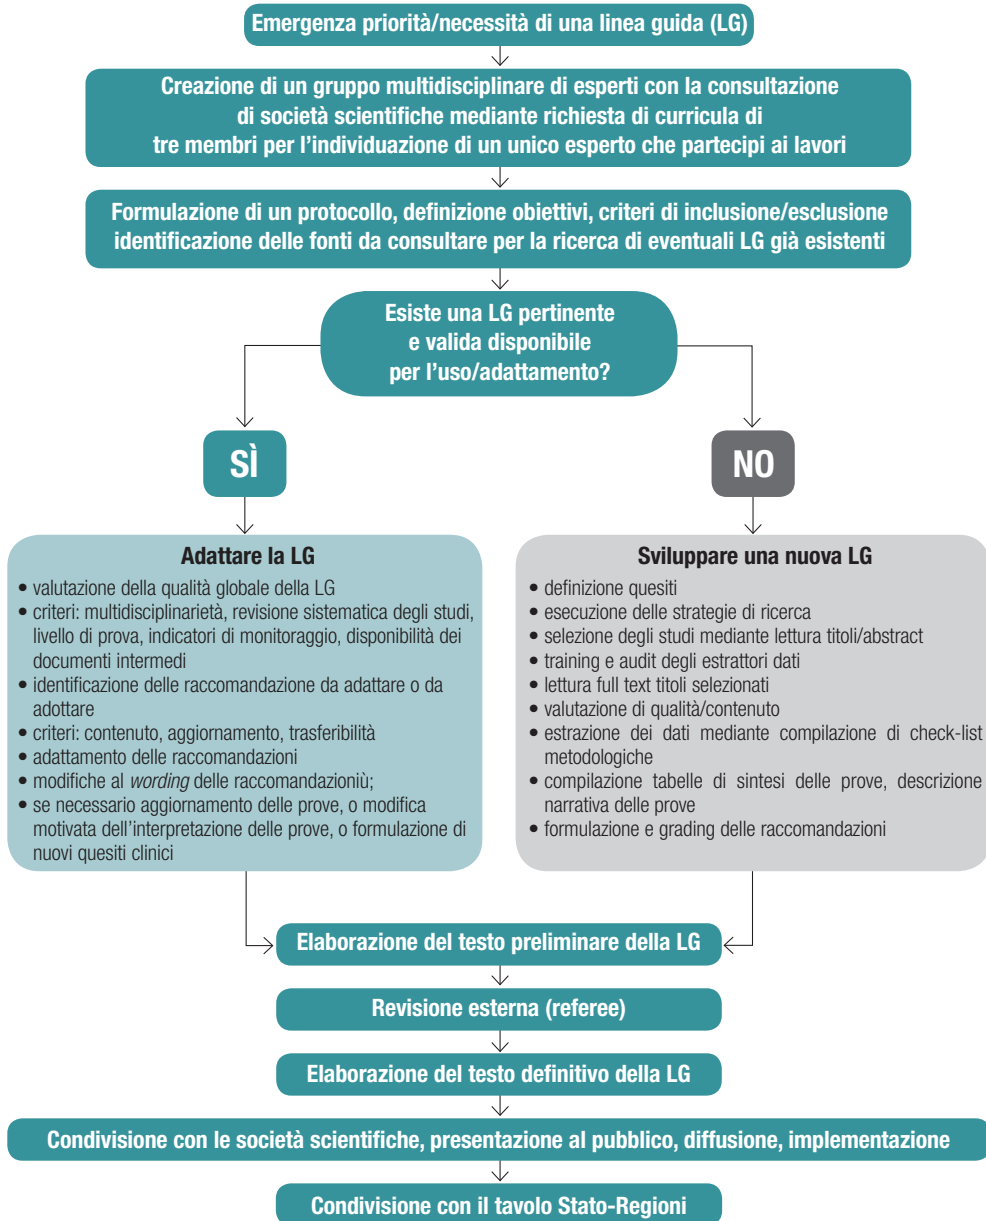 Emergenza priorità/necessità di una linea guida (LG)
Creazione di un gruppo multidisciplinare di esperti con la consultazione
di società scientifiche mediante richiesta di curricula di
tre membri per l'individuazione di un unico esperto che partecipi ai lavori
Formulazione di un protocollo, definizione obiettivi, criteri di inclusione/esclusione
identificazione delle fonti da consultare per la ricerca di eventuali LG già esistenti
Esiste una LG pertinente
e valida disponibile
per l'uso/adattamento?
SÌ
NO
Adattare la LG
• valutazione della qualità globale della LG
• criteri: multidisciplinarietà, revisione sistematica degli studi,
livello di prova, indicatori di monitoraggio, disponibilità dei
documenti intermedi
• identificazione delle raccomandazione da adattare o da
adottare
• criteri: contenuto, aggiornamento, trasferibilità
• adattamento delle raccomandazioni
• modifiche al wording delle raccomandazioniù;
• se necessario aggiornamento delle prove, o modifica
motivata dell'interpretazione delle prove, o formulazione di
nuovi quesiti clinici
Sviluppare una nuova LG
• definizione quesiti
• esecuzione delle strategie di ricerca
• selezione degli studi mediante lettura titoli/abstract
• training e audit degli estrattori dati
• lettura full text titoli selezionati
• valutazione di qualità/contenuto
• estrazione dei dati mediante compilazione di check-list
metodologiche
• compilazione tabelle di sintesi delle prove, descrizione
narrativa delle prove
• formulazione e grading delle raccomandazioni
Elaborazione del testo preliminare della LG
Revisione esterna (referee)
Elaborazione del testo definitivo della LG
Condivisione con le società scientifiche, presentazione al pubblico, diffusione, implementazione
Condivisione con il tavolo Stato-Regioni